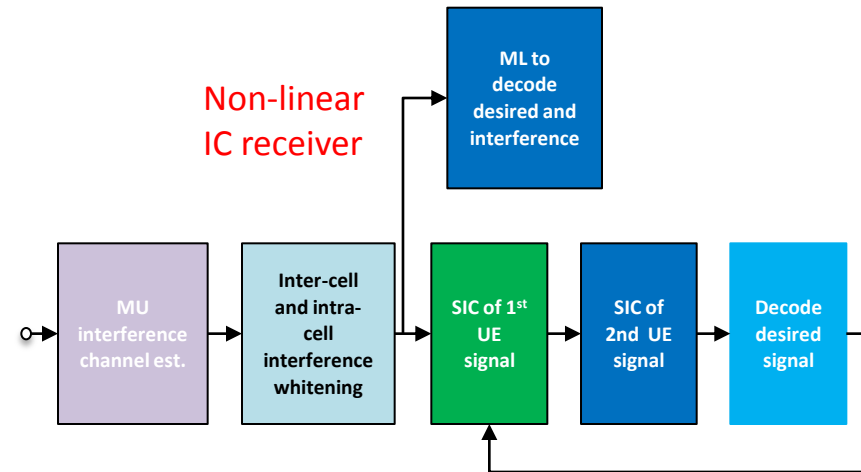 Non-linear
IC receiver
ML to
decode
desired and
interference
MU
interference
channel est.
Inter-cell
and intra-
cell
interference
whitening
SIC of 1st
UE
signal
SIC of
2nd UE
signal
Decode
desired
signal